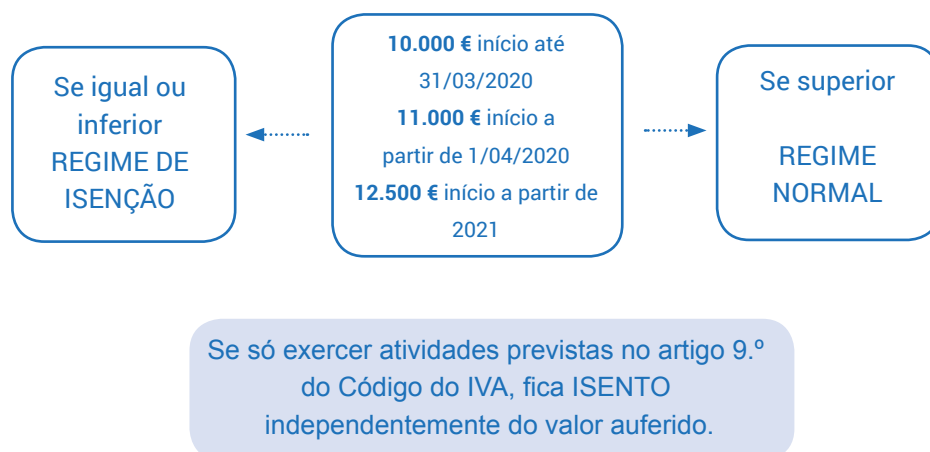 Se igual ou
inferior
REGIME DE
ISENÇÃO
10.000 € início até
31/03/2020
11.000 € início a
partir de 1/04/2020
12.500 € início a partir de
2021
Se superior
REGIME
NORMAL
Se só exercer atividades previstas no artigo 9.º
do Código do IVA, fica ISENTO
independentemente do valor auferido.